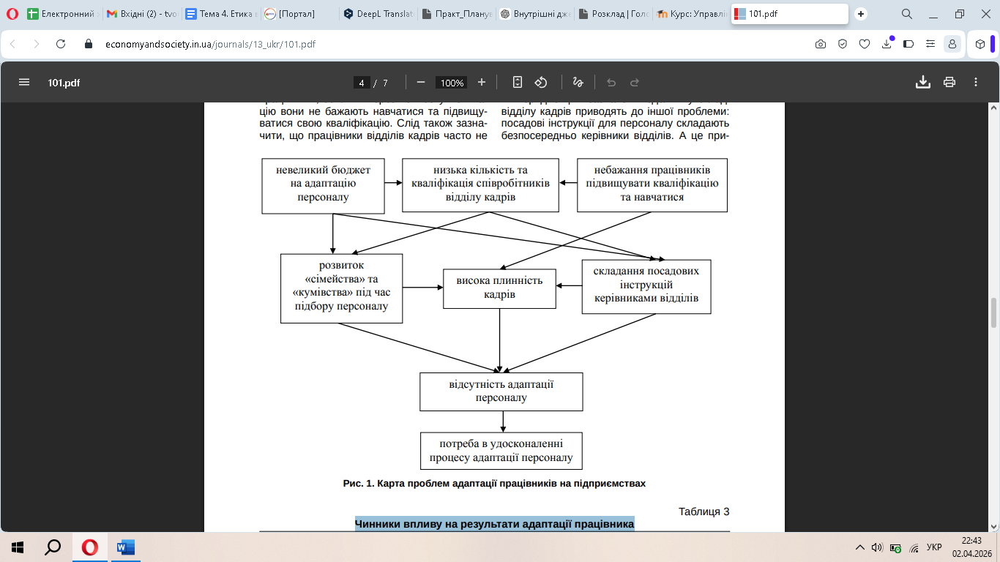 Електронний
Вхідні (2) - tvo
Тема 4. Етика
[Портал]
DeepL Translat
Практ_Планув
Внутрішні дже
Розклад | Голо
Курс: Управлін
101.pdf
economyandsociety.in.ua/journals/13_ukr/101.pdf
101.pdf
4 / 7
100%
цію вони не бажають навчатися та підвищу-
ватися свою кваліфікацію. Слід також зазна-
чити, що працівники відділів кадрів часто не
відділу кадрів приводять до іншої проблеми:
посадові інструкції для персоналу складають
безпосередньо керівники відділів. А це при-
невеликий бюджет
на адаптацію
персоналу
низька кількість та
кваліфікація співробітників
відділу кадрів
небажання працівників
підвищувати кваліфікацію
та навчатися
розвиток
«сімейства» та
«кумівства» під час
підбору персоналу
висока плинність
кадрів
складання посадових
інструкцій
керівниками відділів
відсутність адаптації
персоналу
потреба в удосконаленні
процесу адаптації персоналу
Рис. 1. Карта проблем адаптації працівників на підприємствах
Таблиця 3
Чинники впливу на результати адаптації працівника
УКР
22:43
02.04.2026